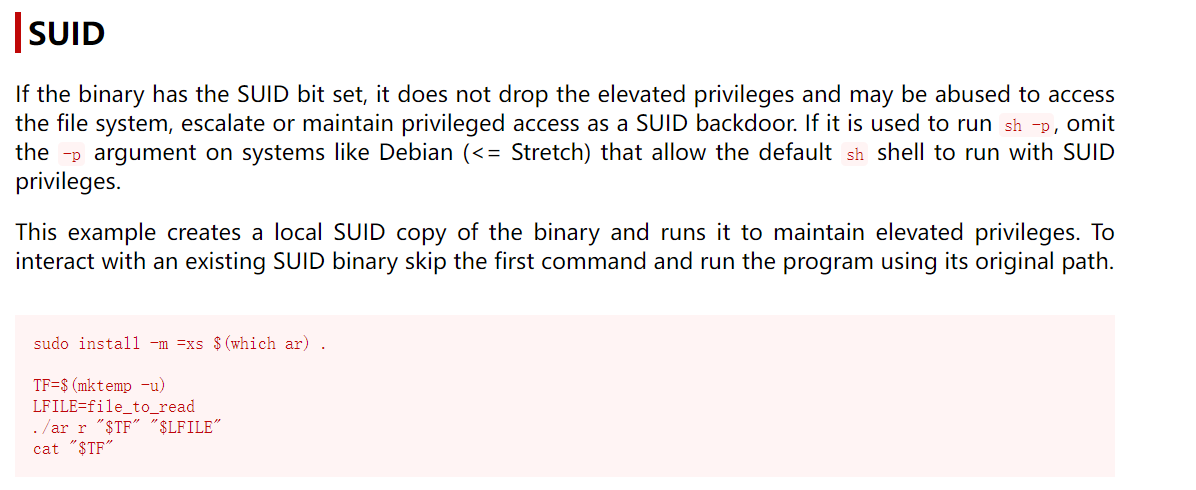 SUID
If the binary has the SUID bit set, it does not drop the elevated privileges and may be abused to access
the file system, escalate or maintain privileged access as a SUID backdoor. If it is used to run sh -p, omit
the -p argument on systems like Debian (<= Stretch) that allow the default sh shell to run with SUID
privileges.
This example creates a local SUID copy of the binary and runs it to maintain elevated privileges. To
interact with an existing SUID binary skip the first command and run the program using its original path.
sudo install -m =xs $(which ar) .
TF=$(mktemp -u)
LFILE=file_to_read
./ar r "$TF" "$LFILE"
cat "$TF"